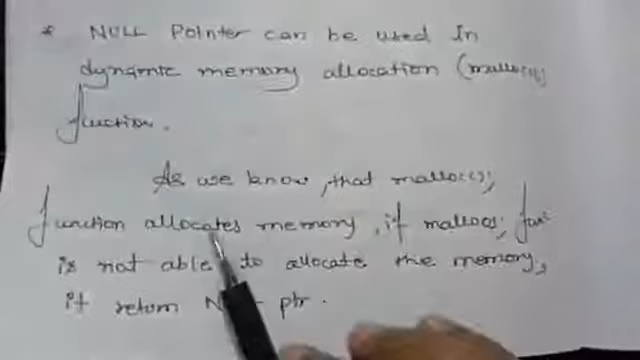 * NULL Pointer can be used In
dynamic memory allocation (malloc()
function.
As we know, that malloc();
function allocates memory, if malloc();
is not able to allocate the memory,
it return ptr.